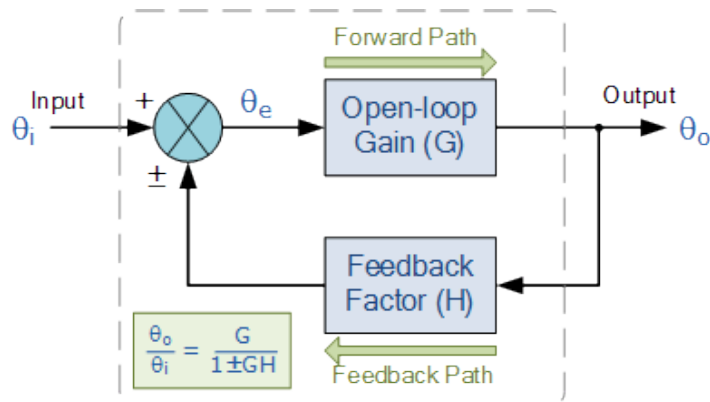 Forward Path
Input
+
θe
Open-loop
Gain (G)
Output
θi
θo
±
Feedback
Factor (H)
θo/θi = G/1±GH
Feedback Path